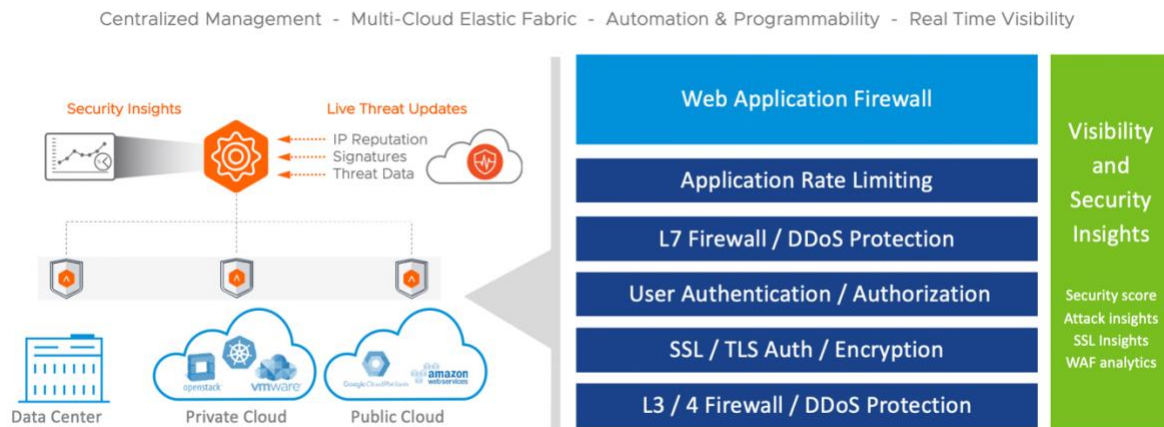 Centralized Management - Multi-Cloud Elastic Fabric - Automation & Programmability - Real Time Visibility
Security Insights
Live Threat Updates
IP Reputation
Signatures
Threat Data
openstack
vmware
Google Cloud Platform
amazon
web services
Data Center
Private Cloud
Public Cloud
Web Application Firewall
Application Rate Limiting
L7 Firewall / DDoS Protection
User Authentication / Authorization
SSL / TLS Auth / Encryption
L3 / 4 Firewall / DDoS Protection
Visibility
and
Security
Insights
Security score
Attack insights
SSL Insights
WAF analytics